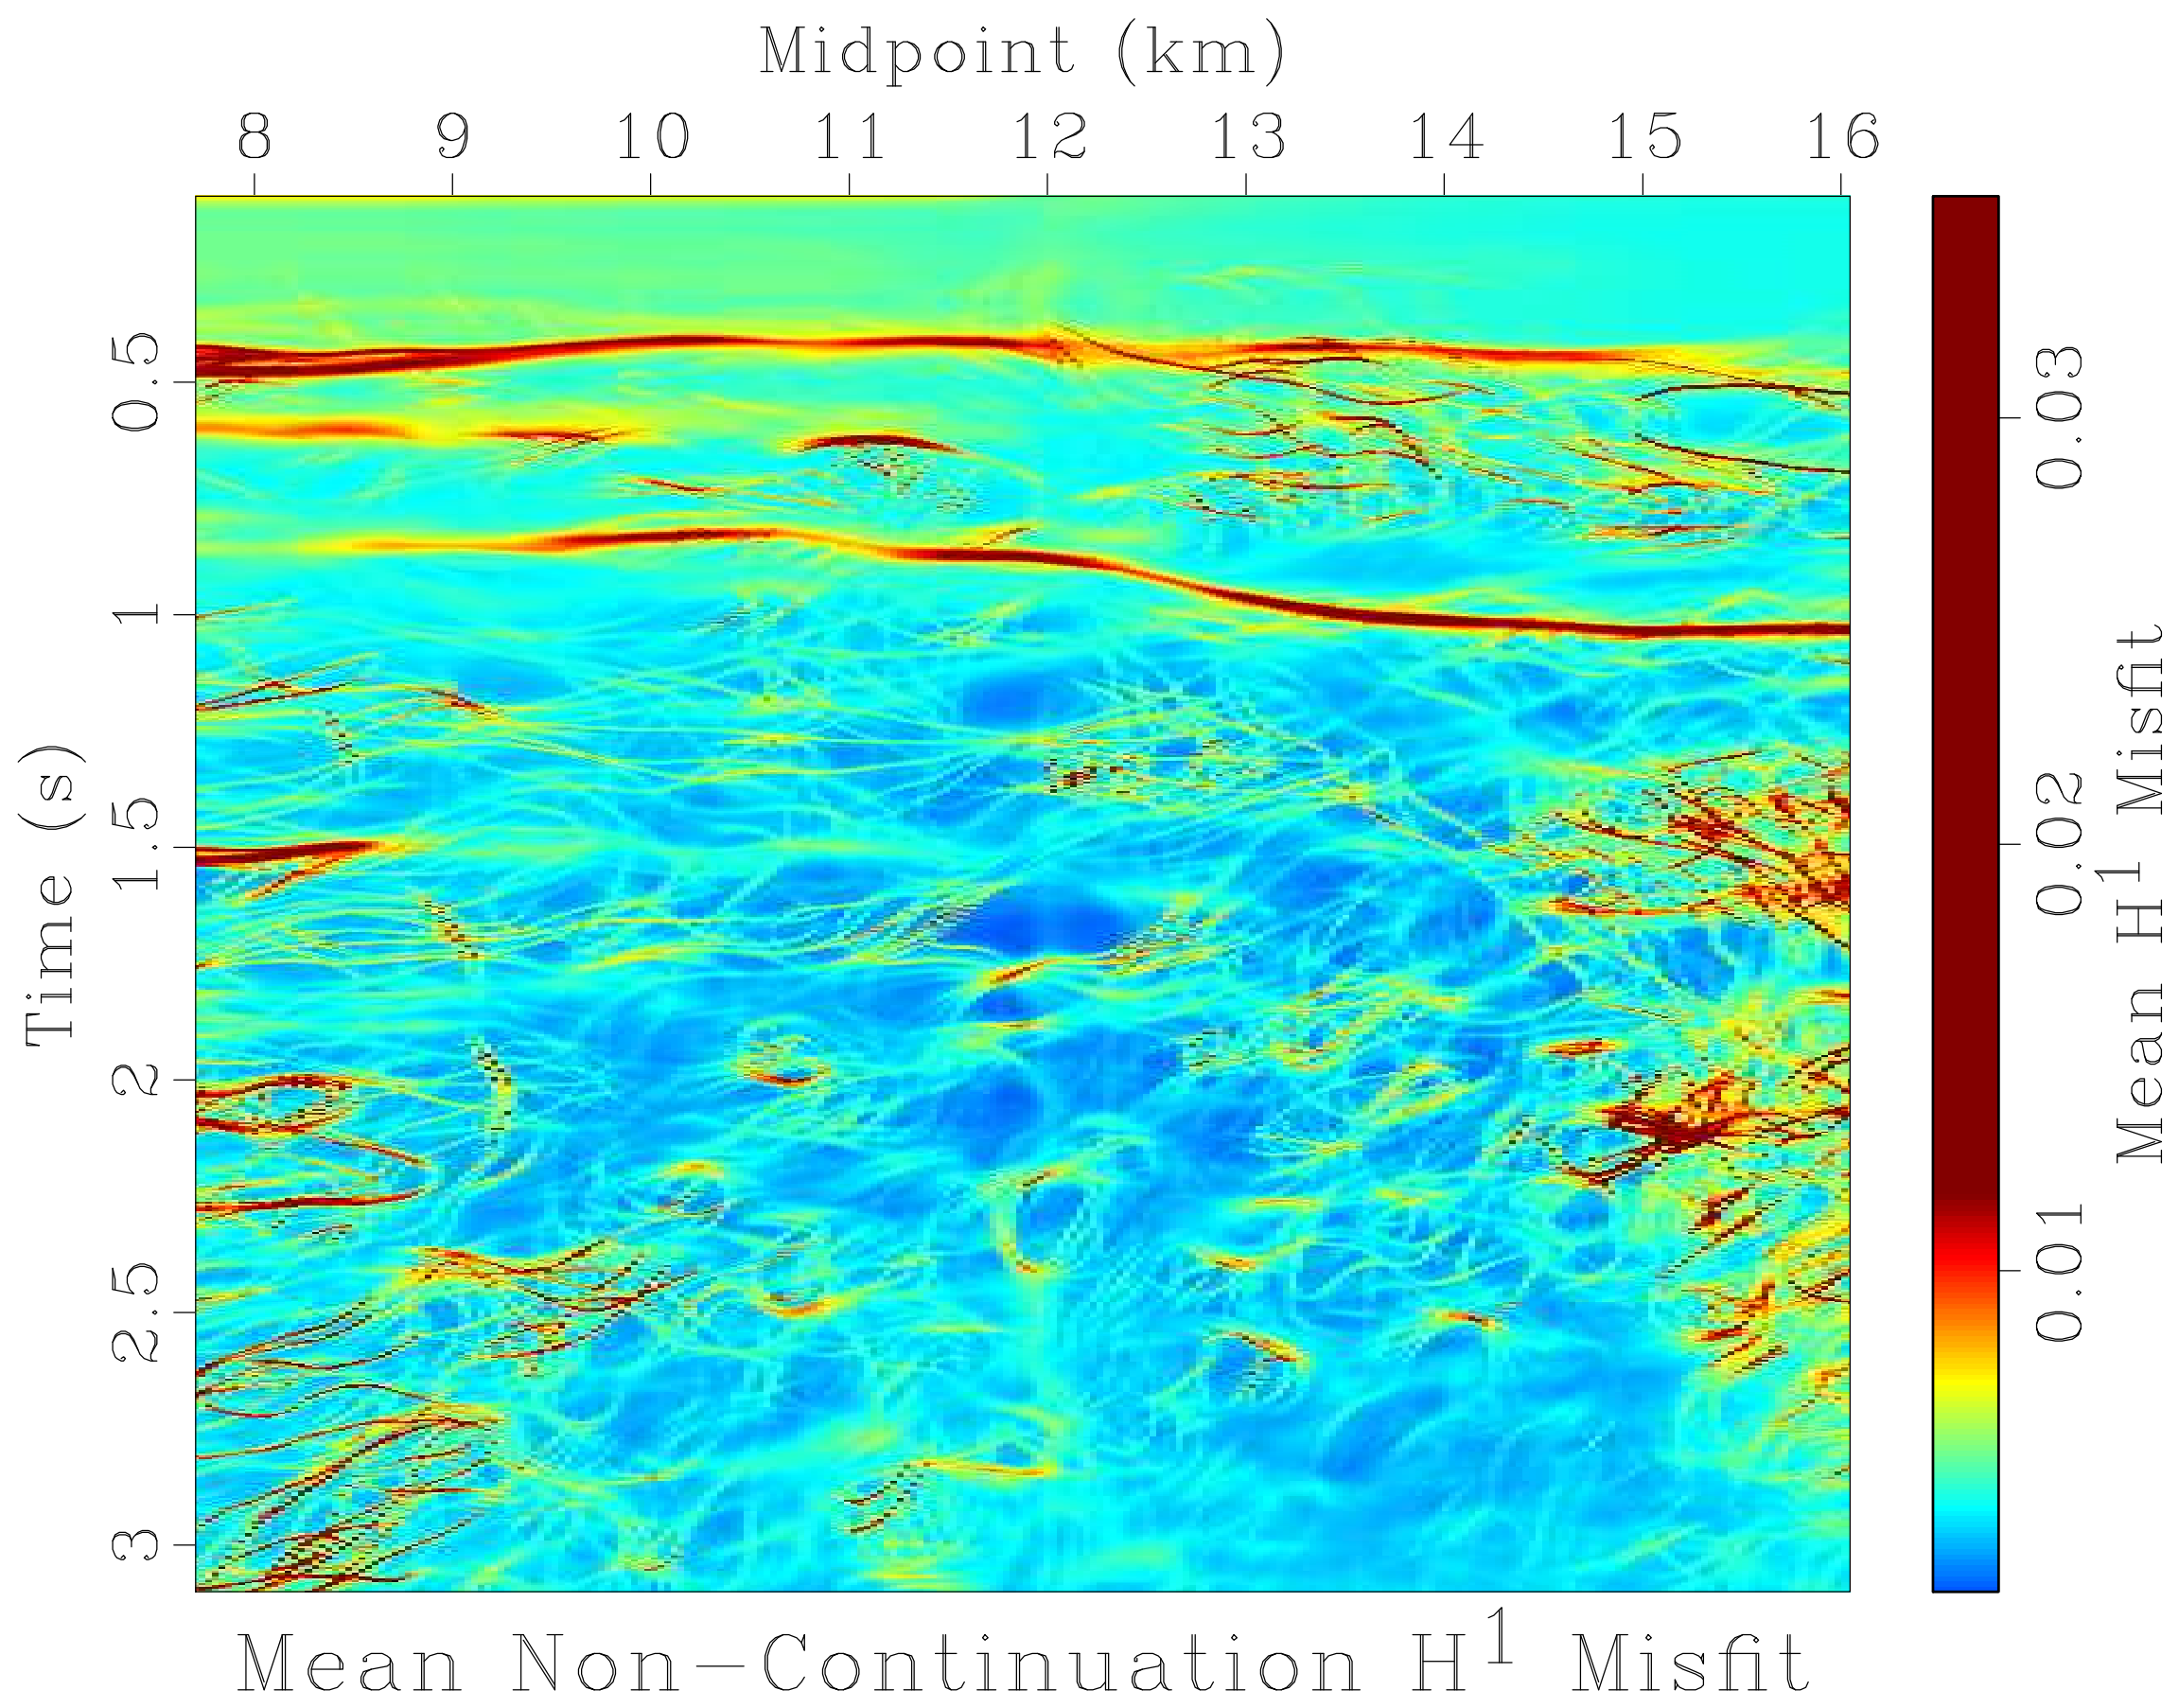 Midpoint (km)
8 9 10 11 12 13 14 15 16
Time (s)
0.5
1
1.5
2
2.5
3
0.03
0.02
0.01
Mean H¹ Misfit
Mean Non-Continuation H¹ Misfit